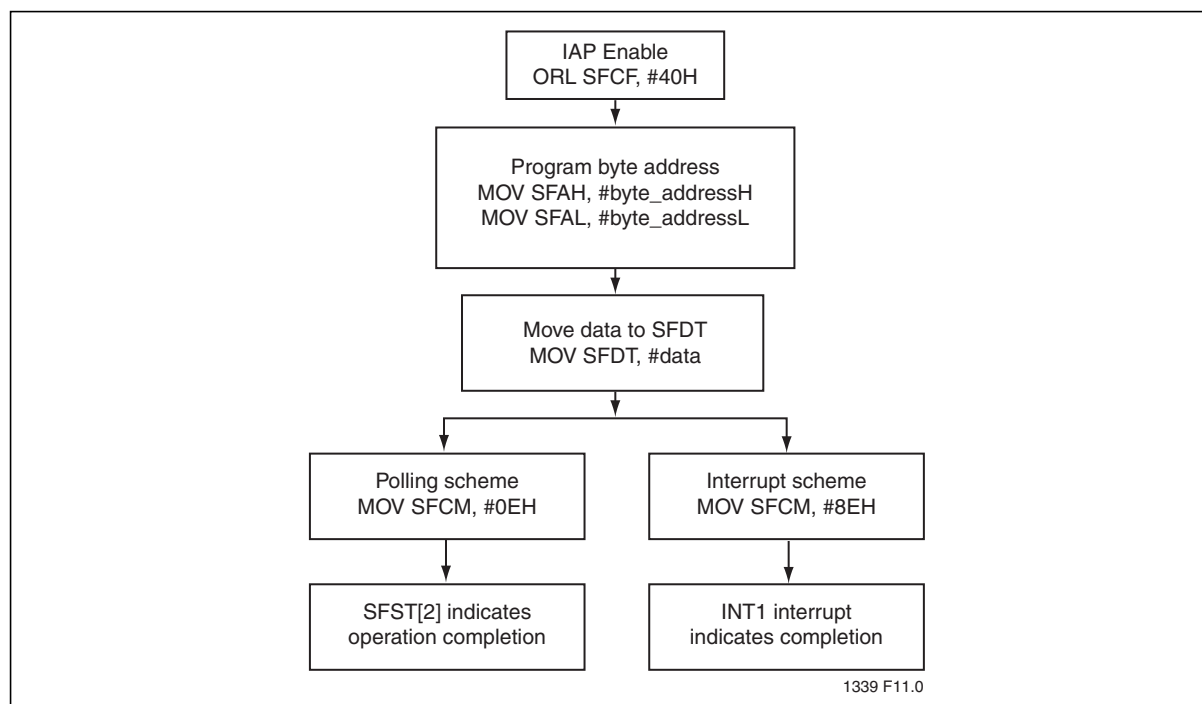 IAP Enable
ORL SFCF, #40H
Program byte address
MOV SFAH, #byte_addressH
MOV SFAL, #byte_addressL
Move data to SFDT
MOV SFDT, #data
Polling scheme
MOV SFCM, #0EH
Interrupt scheme
MOV SFCM, #8EH
SFST[2] indicates
operation completion
INT1 interrupt
indicates completion
1339 F11.0